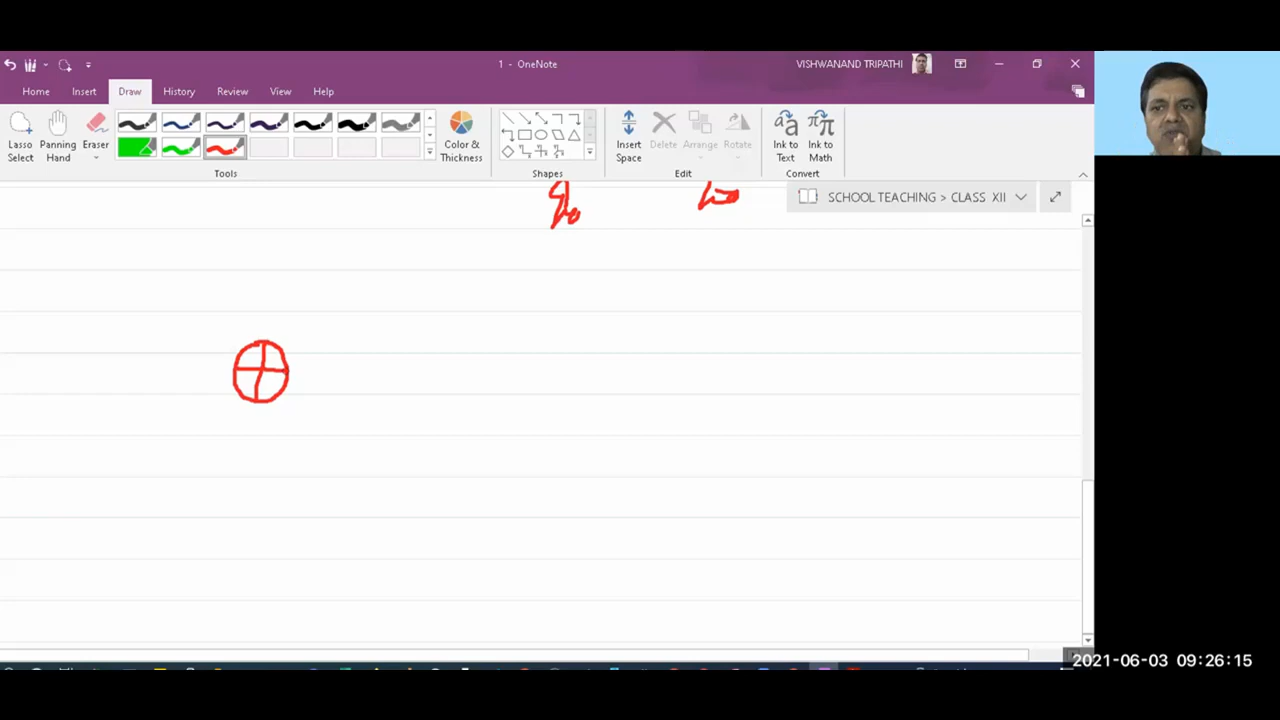 1 - OneNote
VISHWANAND TRIPATHI
Home Insert Draw History Review View Help
Lasso Select
Panning Hand
Eraser
Color & Thickness
Insert Space
Delete
Arrange
Rotate
Ink to Text
Ink to Math
Tools Shapes Edit Convert
SCHOOL TEACHING > CLASS XII
2021-06-03 09:26:15